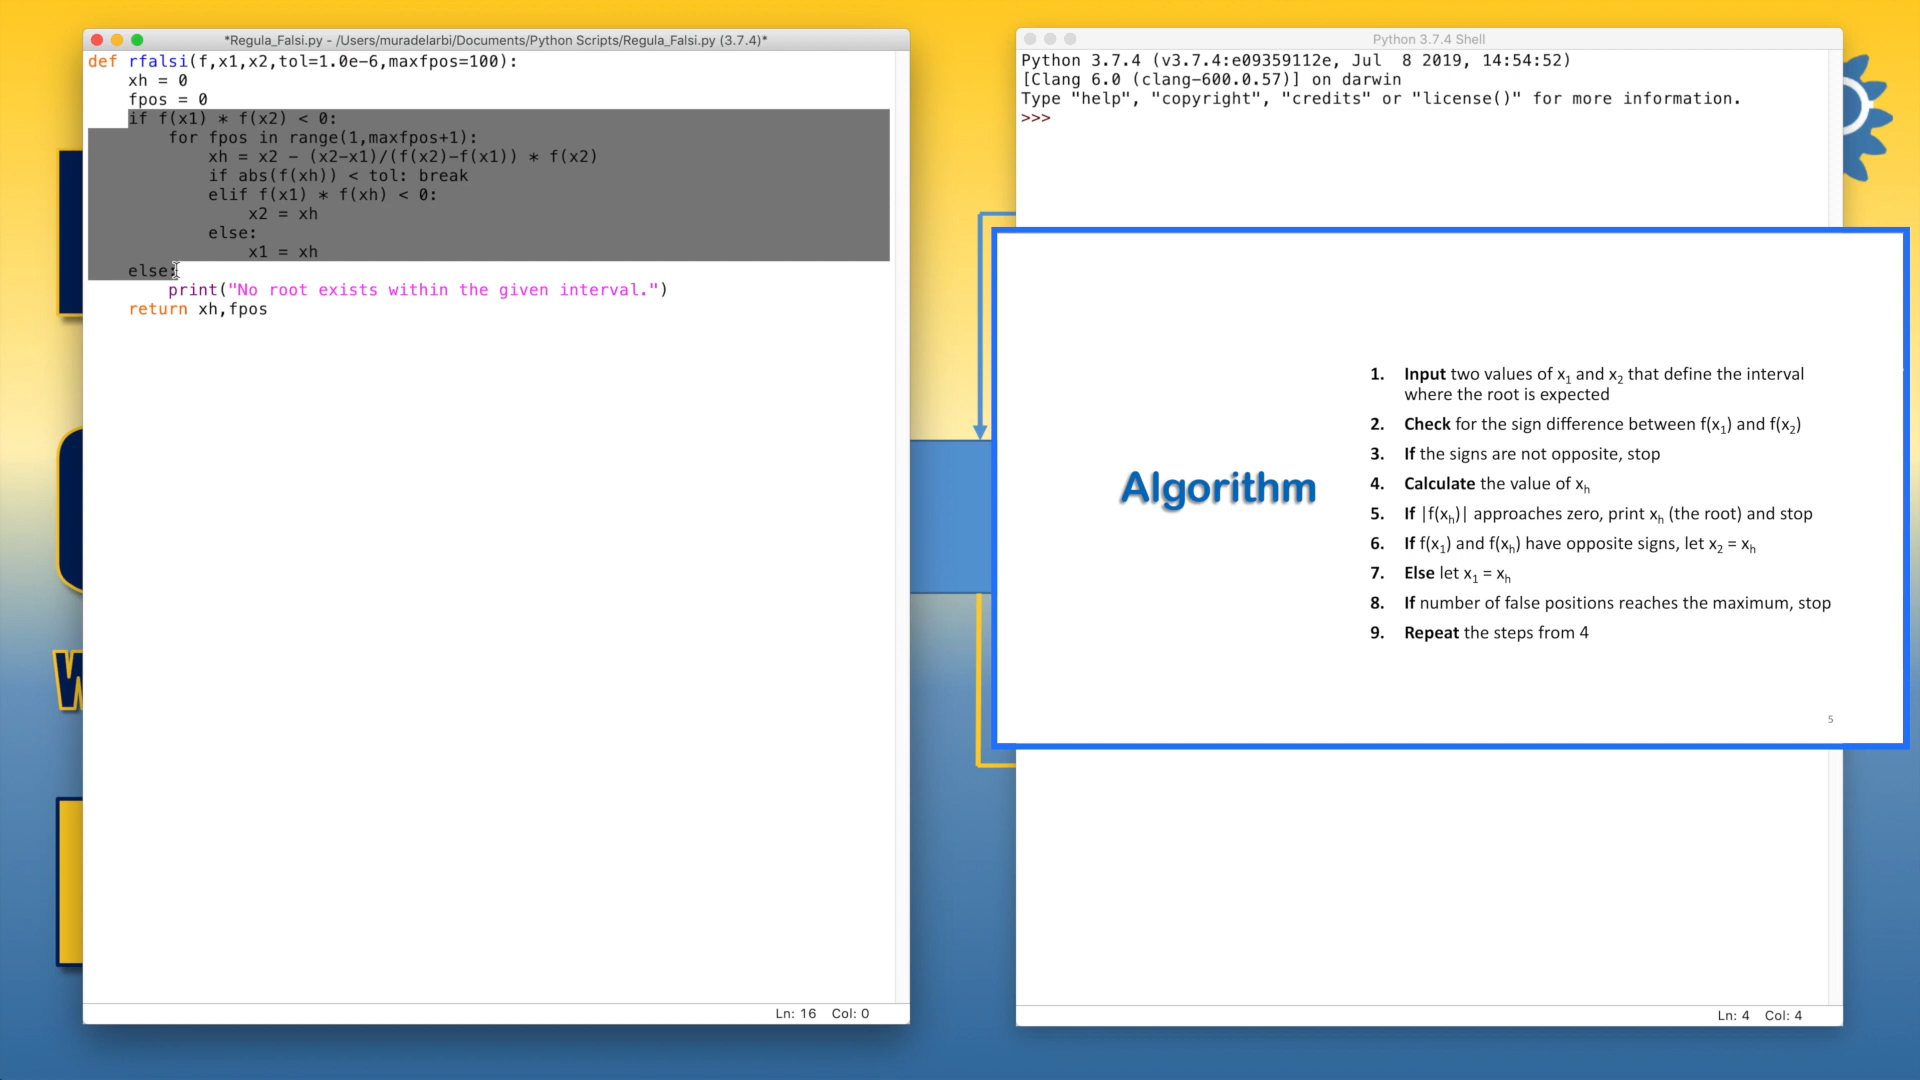 *Regula_Falsi.py - /Users/muradelarbi/Documents/Python Scripts/Regula_Falsi.py (3.7.4)*
def rfalsi(f,x1,x2,tol=1.0e-6,maxfpos=100):
    xh = 0
    fpos = 0
    if f(x1) * f(x2) < 0:
        for fpos in range(1,maxfpos+1):
            xh = x2 - (x2-x1)/(f(x2)-f(x1)) * f(x2)
            if abs(f(xh)) < tol: break
            elif f(x1) * f(xh) < 0:
                x2 = xh
            else:
                x1 = xh
    else:
        print("No root exists within the given interval.")
    return xh,fpos
Ln: 16 Col: 0
Python 3.7.4 Shell
Python 3.7.4 (v3.7.4:e09359112e, Jul  8 2019, 14:54:52)
[Clang 6.0 (clang-600.0.57)] on darwin
Type "help", "copyright", "credits" or "license()" for more information.
>>>
Algorithm
1. Input two values of x1 and x2 that define the interval
where the root is expected
2. Check for the sign difference between f(x1) and f(x2)
3. If the signs are not opposite, stop
4. Calculate the value of xh
5. If |f(xh)| approaches zero, print xh (the root) and stop
6. If f(x1) and f(xh) have opposite signs, let x2 = xh
7. Else let x1 = xh
8. If number of false positions reaches the maximum, stop
9. Repeat the steps from 4
5
Ln: 4 Col: 4